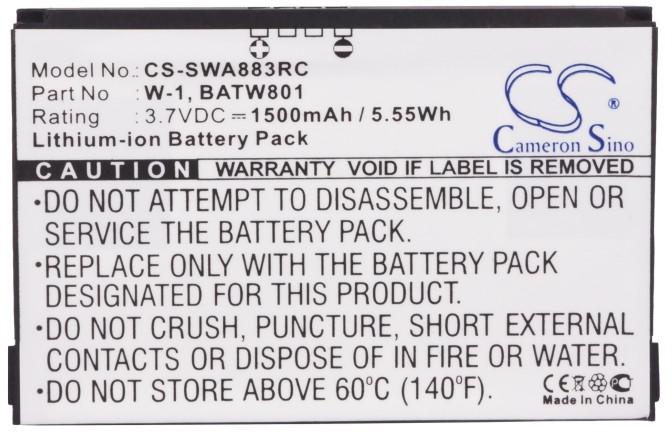 Model No.: CS-SWA883RC
Part No : W-1, BATW801
Rating : 3.7VDC ⎓ 1500mAh / 5.55Wh
Lithium-ion Battery Pack
CS
Cameron Sino
®
CAUTION WARRANTY VOID IF LABEL IS REMOVED
•DO NOT ATTEMPT TO DISASSEMBLE, OPEN OR
SERVICE THE BATTERY PACK.
•REPLACE ONLY WITH THE BATTERY PACK
DESIGNATED FOR THIS PRODUCT.
•DO NOT CRUSH, PUNCTURE, SHORT EXTERNAL
CONTACTS OR DISPOSE OF IN FIRE OR WATER.
•DO NOT STORE ABOVE 60°C (140°F).
CE
Made In China